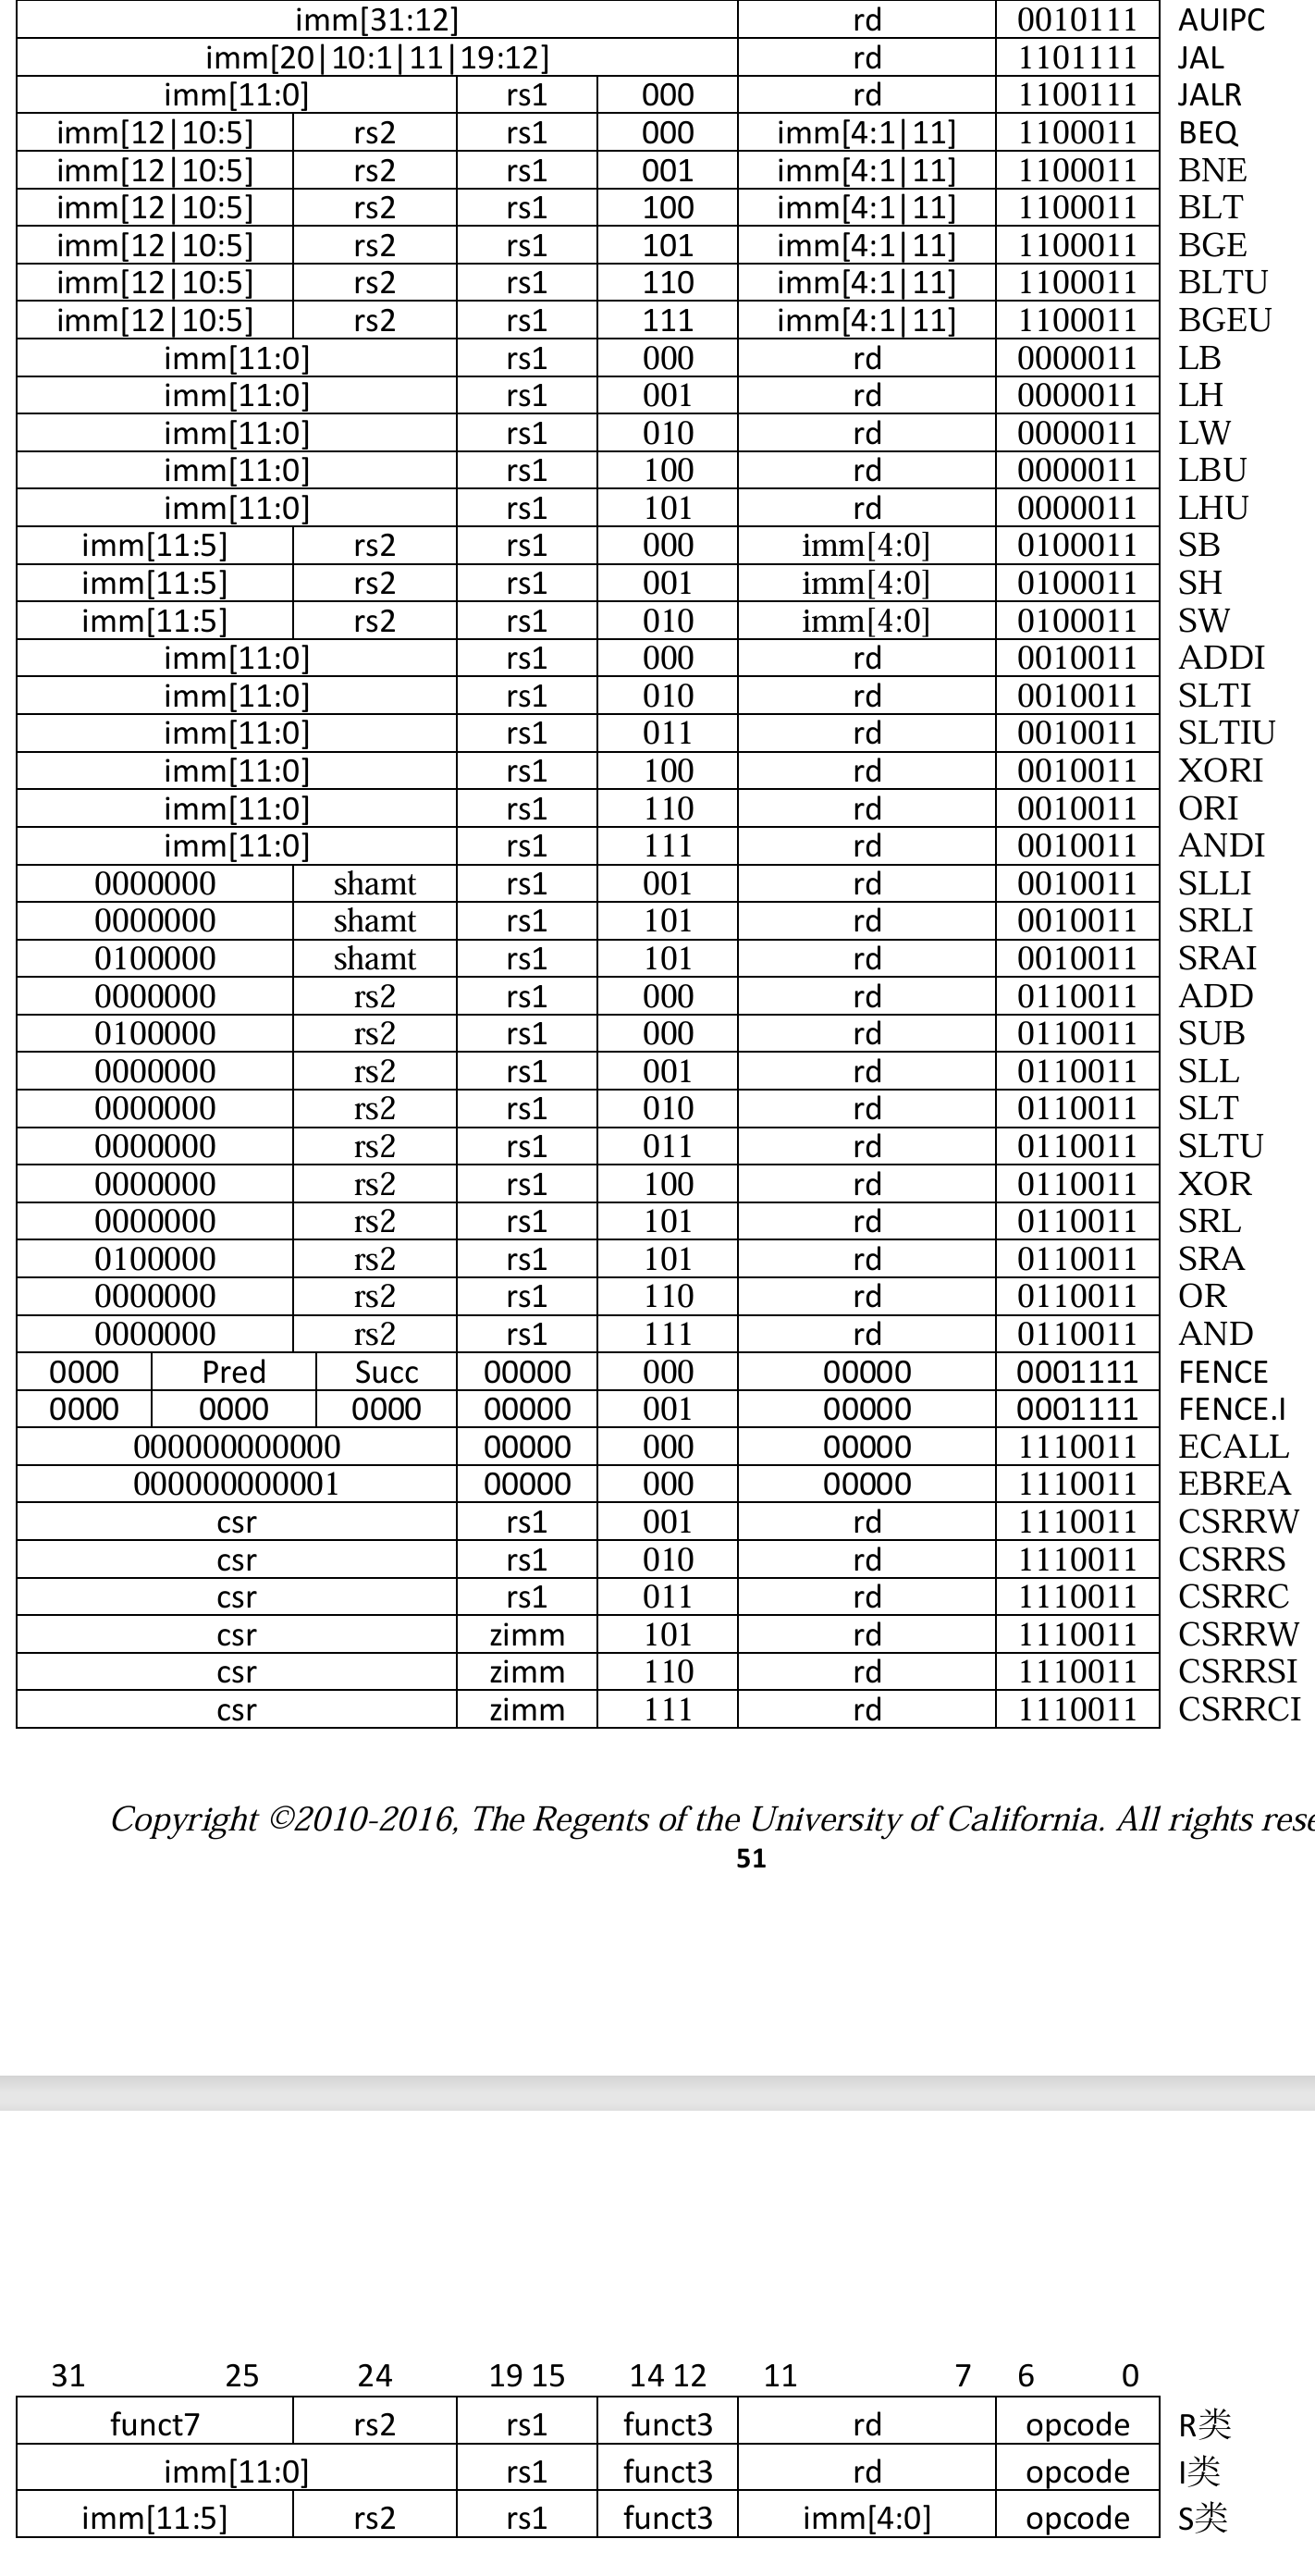 imm[31:12] rd 0010111 AUIPC
imm[20|10:1|11|19:12] rd 1101111 JAL
imm[11:0] rs1 000 rd 1100111 JALR
imm[12|10:5] rs2 rs1 000 imm[4:1|11] 1100011 BEQ
imm[12|10:5] rs2 rs1 001 imm[4:1|11] 1100011 BNE
imm[12|10:5] rs2 rs1 100 imm[4:1|11] 1100011 BLT
imm[12|10:5] rs2 rs1 101 imm[4:1|11] 1100011 BGE
imm[12|10:5] rs2 rs1 110 imm[4:1|11] 1100011 BLTU
imm[12|10:5] rs2 rs1 111 imm[4:1|11] 1100011 BGEU
imm[11:0] rs1 000 rd 0000011 LB
imm[11:0] rs1 001 rd 0000011 LH
imm[11:0] rs1 010 rd 0000011 LW
imm[11:0] rs1 100 rd 0000011 LBU
imm[11:0] rs1 101 rd 0000011 LHU
imm[11:5] rs2 rs1 000 imm[4:0] 0100011 SB
imm[11:5] rs2 rs1 001 imm[4:0] 0100011 SH
imm[11:5] rs2 rs1 010 imm[4:0] 0100011 SW
imm[11:0] rs1 000 rd 0010011 ADDI
imm[11:0] rs1 010 rd 0010011 SLTI
imm[11:0] rs1 011 rd 0010011 SLTIU
imm[11:0] rs1 100 rd 0010011 XORI
imm[11:0] rs1 110 rd 0010011 ORI
imm[11:0] rs1 111 rd 0010011 ANDI
0000000 shamt rs1 001 rd 0010011 SLLI
0000000 shamt rs1 101 rd 0010011 SRLI
0100000 shamt rs1 101 rd 0010011 SRAI
0000000 rs2 rs1 000 rd 0110011 ADD
0100000 rs2 rs1 000 rd 0110011 SUB
0000000 rs2 rs1 001 rd 0110011 SLL
0000000 rs2 rs1 010 rd 0110011 SLT
0000000 rs2 rs1 011 rd 0110011 SLTU
0000000 rs2 rs1 100 rd 0110011 XOR
0000000 rs2 rs1 101 rd 0110011 SRL
0100000 rs2 rs1 101 rd 0110011 SRA
0000000 rs2 rs1 110 rd 0110011 OR
0000000 rs2 rs1 111 rd 0110011 AND
0000 Pred Succ 00000 000 00000 0001111 FENCE
0000 0000 0000 00000 001 00000 0001111 FENCE.I
000000000000 00000 000 00000 1110011 ECALL
000000000001 00000 000 00000 1110011 EBREA
csr rs1 001 rd 1110011 CSRRW
csr rs1 010 rd 1110011 CSRRS
csr rs1 011 rd 1110011 CSRRC
csr zimm 101 rd 1110011 CSRRW
csr zimm 110 rd 1110011 CSRRSI
csr zimm 111 rd 1110011 CSRRCI
Copyright ©2010-2016, The Regents of the University of California. All rights rese
51
31 25 24 19 15 14 12 11 7 6 0
funct7 rs2 rs1 funct3 rd opcode R类
imm[11:0] rs1 funct3 rd opcode I类
imm[11:5] rs2 rs1 funct3 imm[4:0] opcode S类